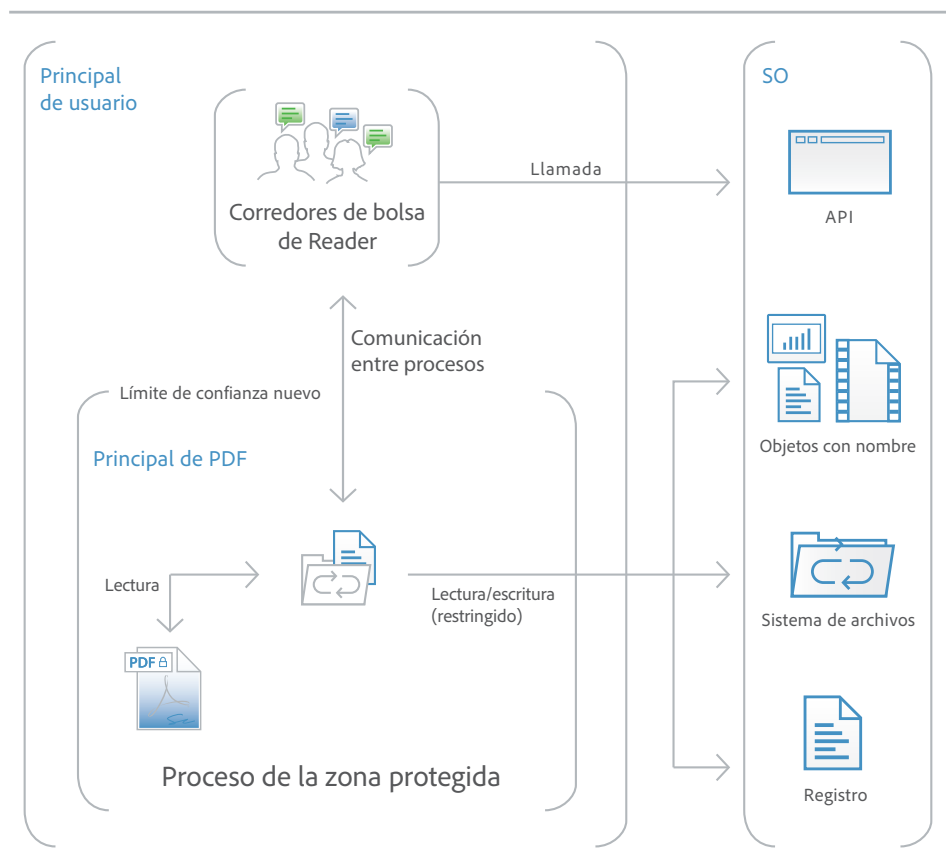 Principal
de usuario
SO
Corredores de bolsa
de Reader
Llamada
API
Comunicación
entre procesos
Límite de confianza nuevo
Objetos con nombre
Principal de PDF
Lectura
Lectura/escritura
(restringido)
Sistema de archivos
PDF
Proceso de la zona protegida
Registro